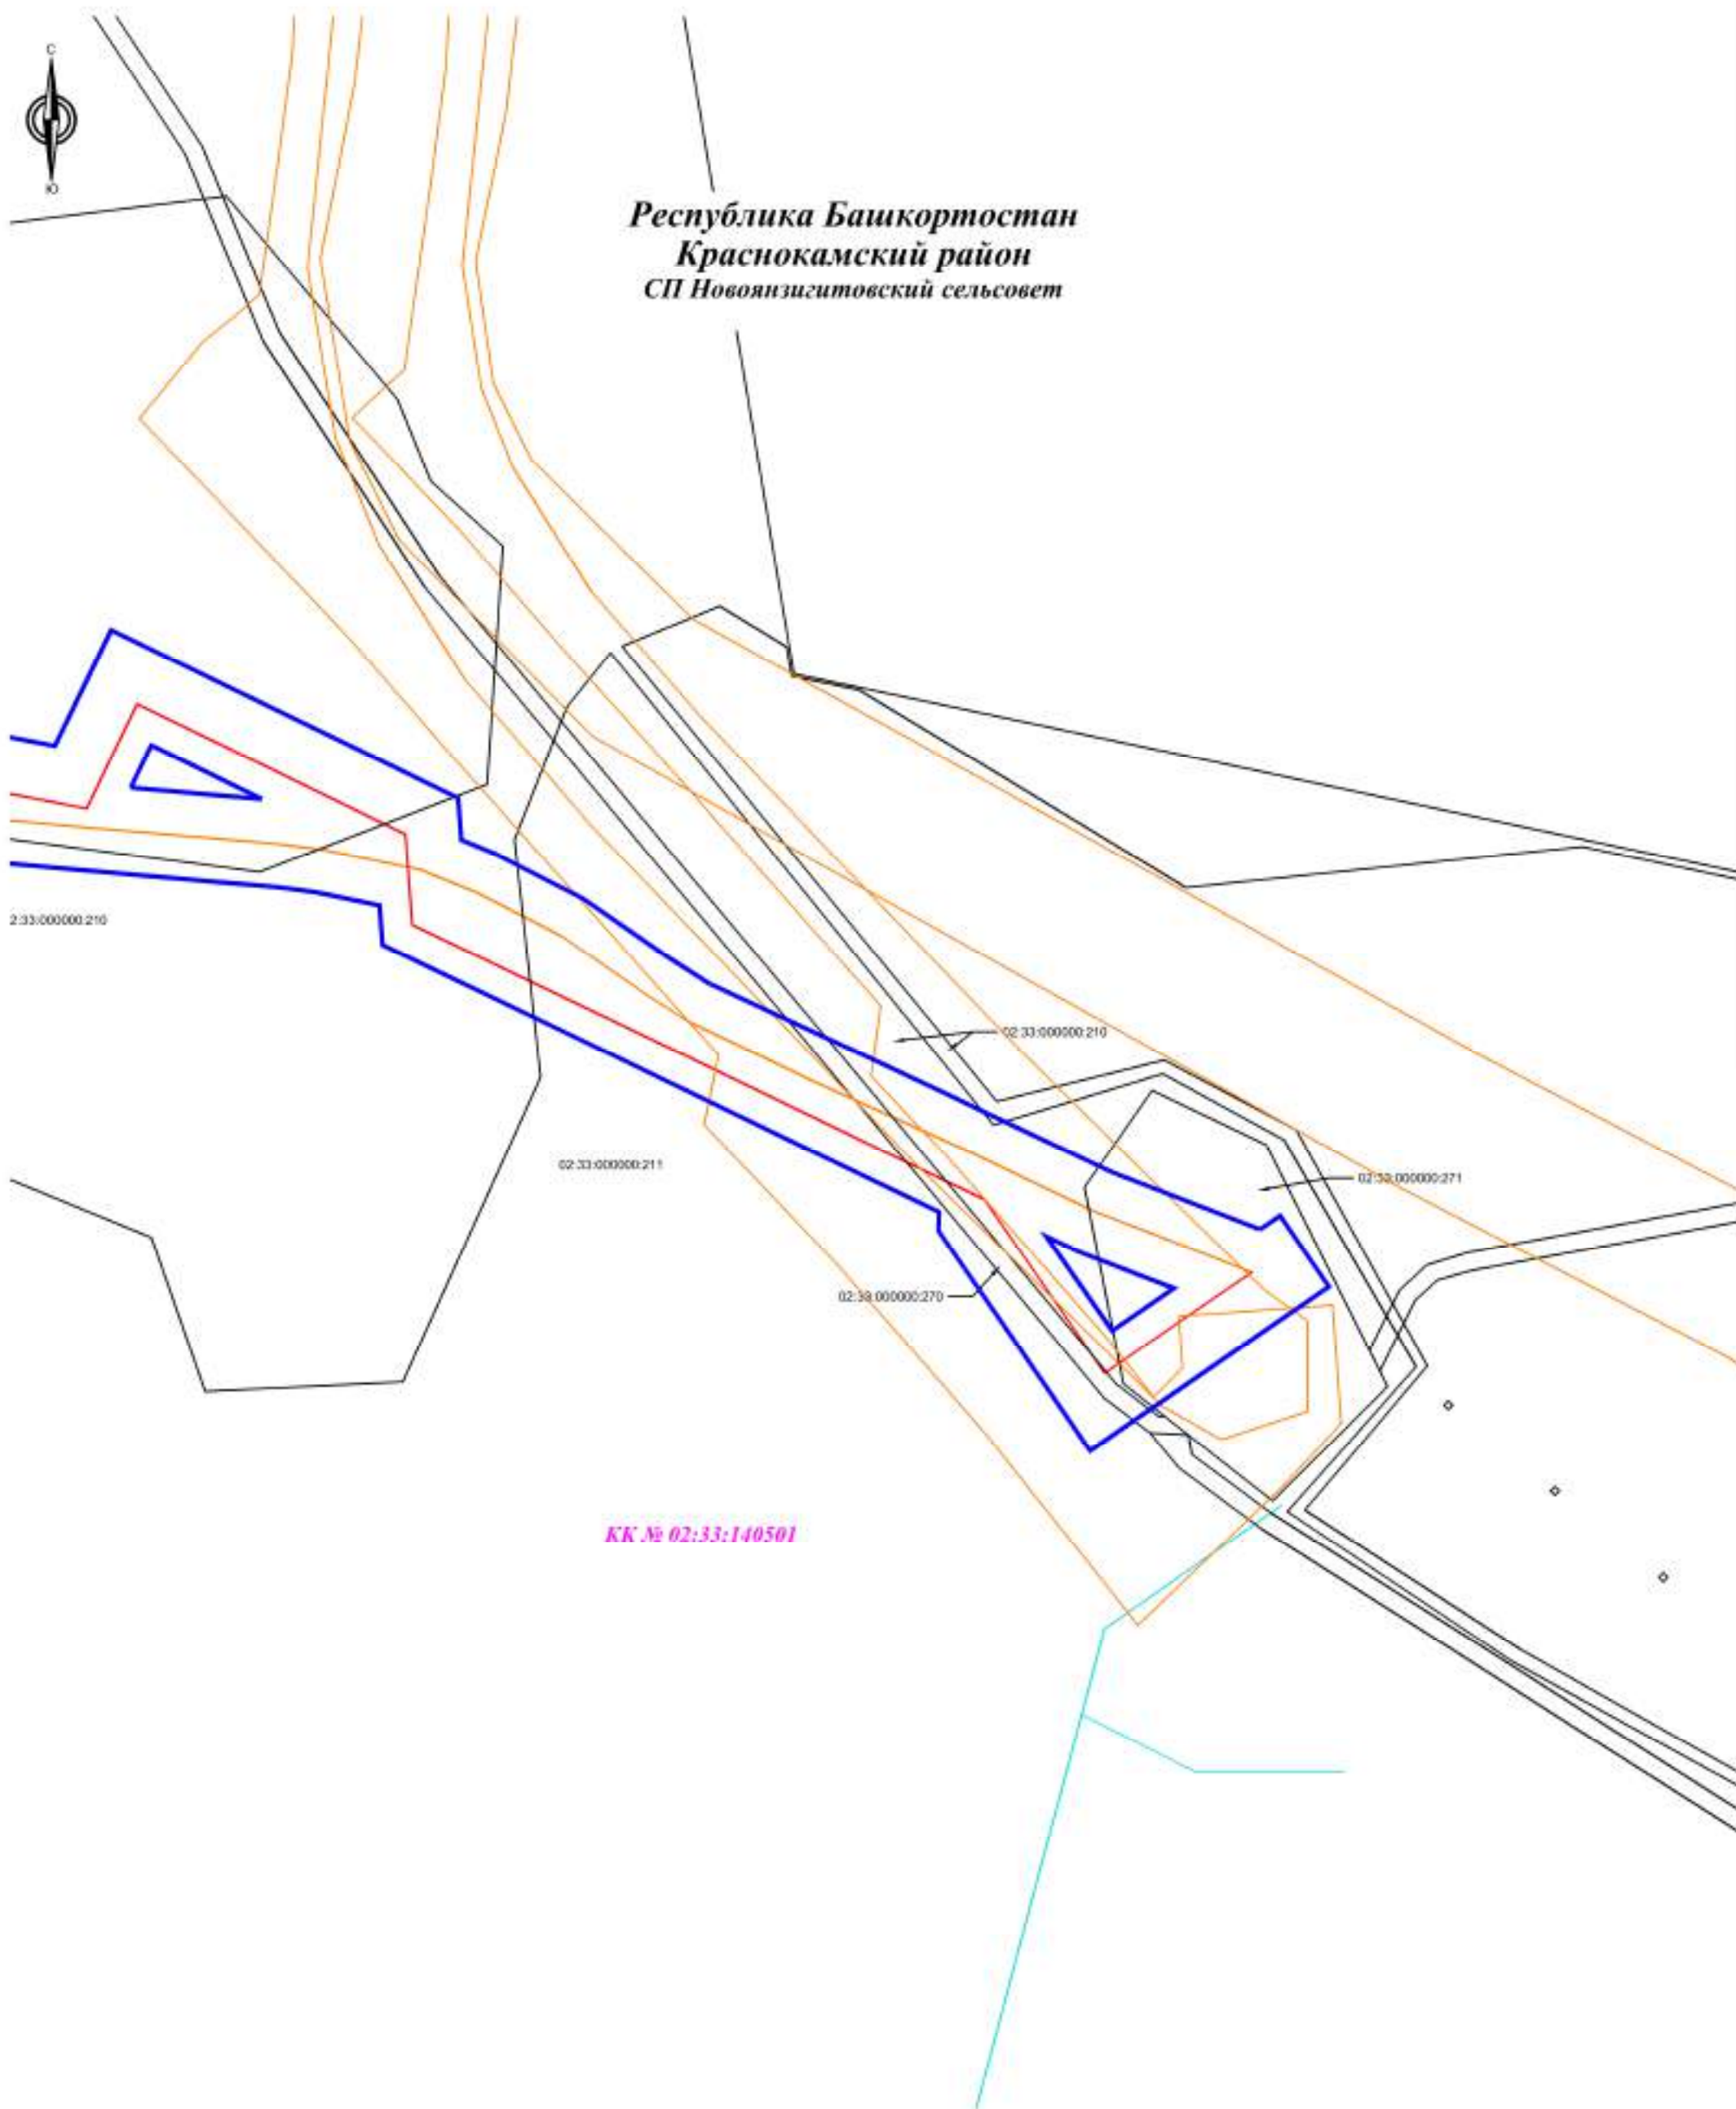 С
Ю
Республика Башкортостан
Краснокамский район
СП Новоянзигитовский сельсовет
2:33:000000:210
02:33:000000:210
02:33:000000:211
02:33:000000:271
02:33:000000:270
КК № 02:33:140501